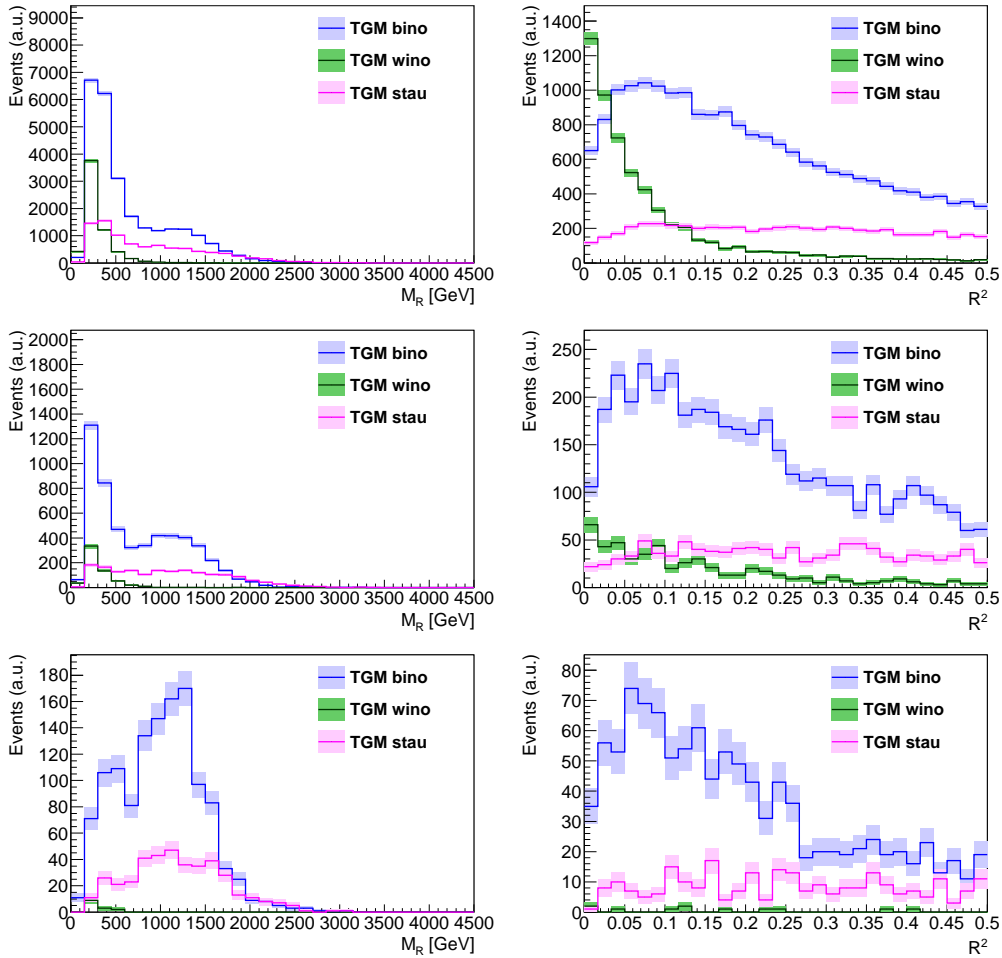 Events (a.u.)
9000
8000
7000
6000
5000
4000
3000
2000
1000
0
TGM bino
TGM wino
TGM stau
0 500 1000 1500 2000 2500 3000 3500 4000 4500
M_R [GeV]
Events (a.u.)
1400
1200
1000
800
600
400
200
0
TGM bino
TGM wino
TGM stau
0 0.05 0.1 0.15 0.2 0.25 0.3 0.35 0.4 0.45 0.5
R²
Events (a.u.)
2000
1800
1600
1400
1200
1000
800
600
400
200
0
TGM bino
TGM wino
TGM stau
0 500 1000 1500 2000 2500 3000 3500 4000 4500
M_R [GeV]
Events (a.u.)
250
200
150
100
50
0
TGM bino
TGM wino
TGM stau
0 0.05 0.1 0.15 0.2 0.25 0.3 0.35 0.4 0.45 0.5
R²
Events (a.u.)
180
160
140
120
100
80
60
40
20
0
TGM bino
TGM wino
TGM stau
0 500 1000 1500 2000 2500 3000 3500 4000 4500
M_R [GeV]
Events (a.u.)
80
70
60
50
40
30
20
10
0
TGM bino
TGM wino
TGM stau
0 0.05 0.1 0.15 0.2 0.25 0.3 0.35 0.4 0.45 0.5
R²